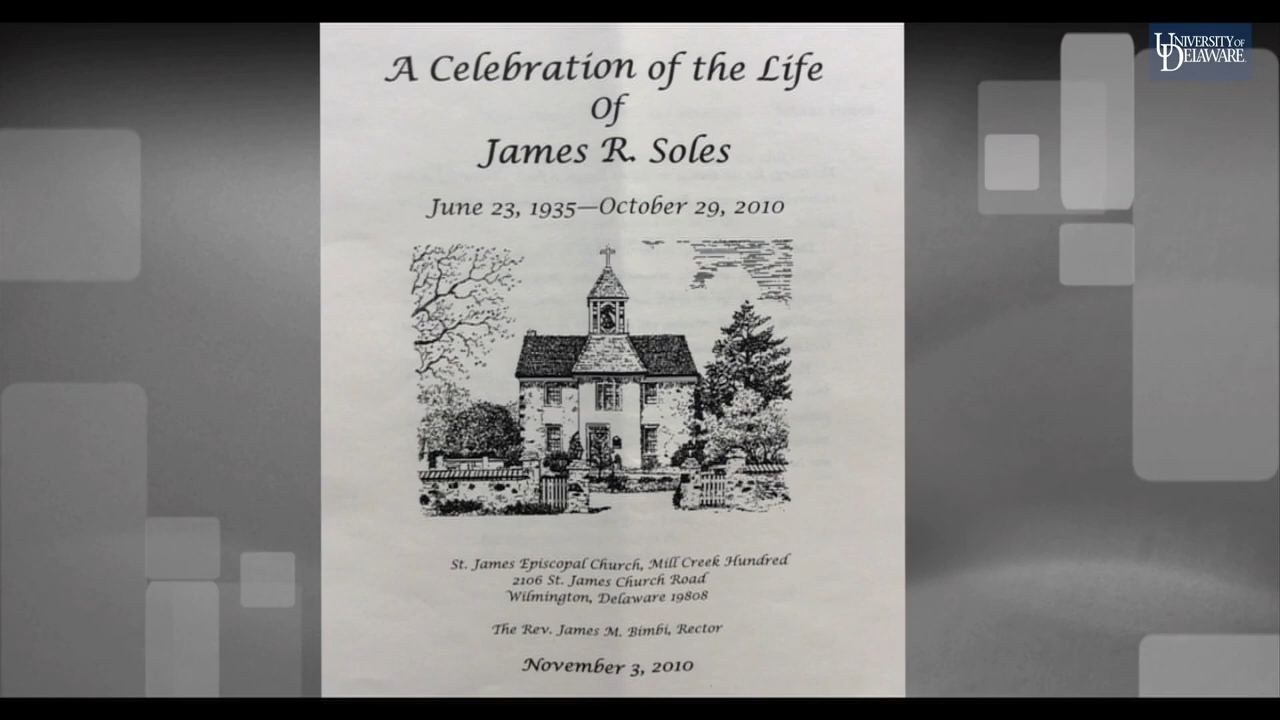 A Celebration of the Life
Of
James R. Soles
June 23, 1935—October 29, 2010
St. James Episcopal Church, Mill Creek Hundred
2106 St. James Church Road
Wilmington, Delaware 19808
The Rev. James M. Bimbi, Rector
November 3, 2010
UNIVERSITY OF
DELAWARE